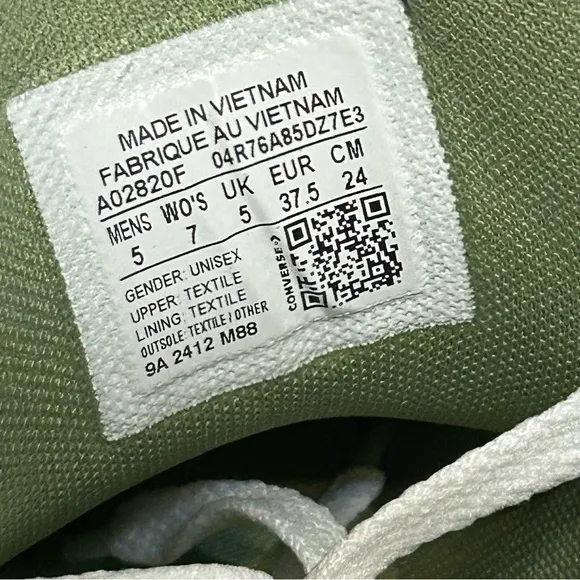 MADE IN VIETNAM
FABRIQUE AU VIETNAM
A02820F 04R76A85DZ7E3
MENS WO'S UK EUR CM
5 7 5 37.5 24
GENDER: UNISEX
UPPER: TEXTILE
LINING: TEXTILE
OUTSOLE: TEXTILE / OTHER
9A 2412 M88
CONVERSE